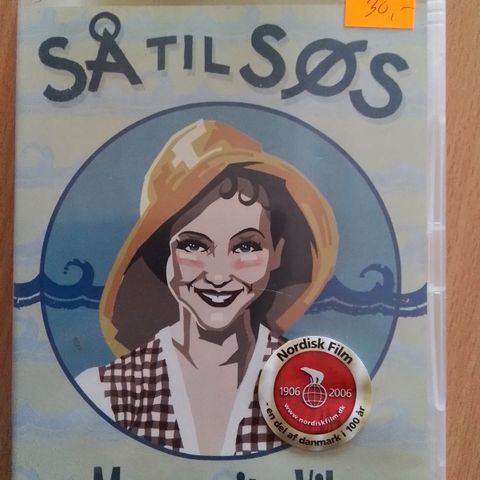 30,-
SÅ TIL SØS
Nordisk Film
1906 2006
www.nordiskfilm.dk
- en del af danmark i 100 år -